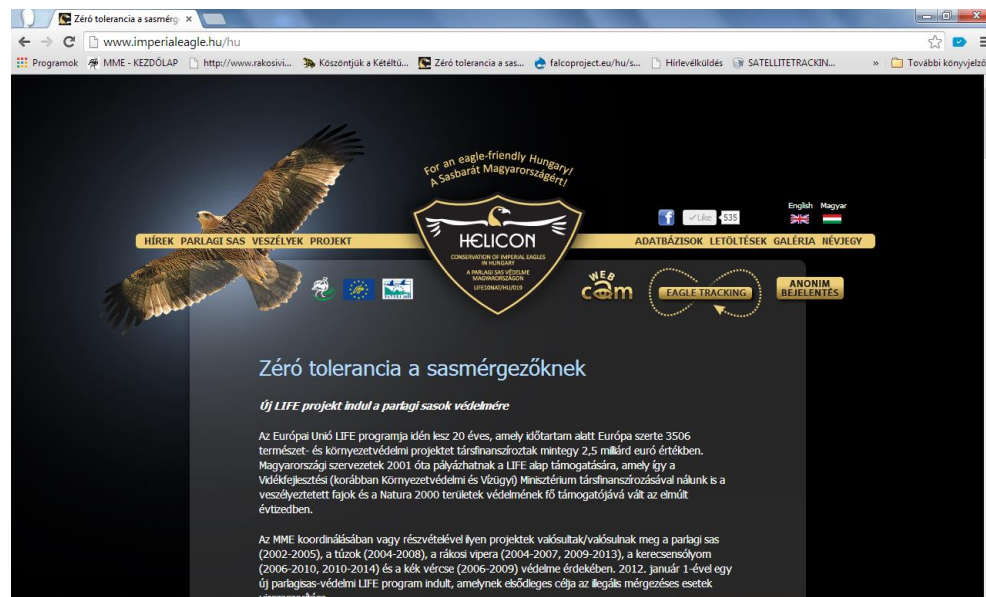 Zéró tolerancia a sasmérg
www.imperialeagle.hu/hu
Programok MME - KEZDŐLAP http://www.rakosivi... Köszöntjük a Kétéltű... Zéró tolerancia a sas... falcoproject.eu/hu/s... Hírlevélküldés SATELLITETRACKIN... » További könyvjelző
For an eagle-friendly Hungary!
A Sasbarát Magyarországért!
Like 535
English Magyar
HÍREK PARLAGI SAS VESZÉLYEK PROJEKT
HELICON
CONSERVATION OF IMPERIAL EAGLES
IN HUNGARY
A PARLAGI SAS VÉDELME
MAGYARORSZÁGON
LIFE10NAT/HU/019
ADATBÁZISOK LETÖLTÉSEK GALÉRIA NÉVJEGY
WEB
cam
EAGLE TRACKING
ANONIM
BEJELENTÉS
Zéró tolerancia a sasmérgezőknek
Új LIFE projekt indul a parlagi sasok védelmére
Az Európai Unió LIFE programja idén lesz 20 éves, amely időtartam alatt Európa szerte 3506
természet- és környezetvédelmi projektet társfinanszíroztak mintegy 2,5 milliárd euró értékben.
Magyarországi szervezetek 2001 óta pályázhatnak a LIFE alap támogatására, amely így a
Vidékfejlesztési (korábban Környezetvédelmi és Vízügyi) Minisztérium társfinanszírozásával nálunk is a
veszélyeztetett fajok és a Natura 2000 területek védelmének fő támogatójává vált az elmúlt
évtizedben.
Az MME koordinálásában vagy részvételével ilyen projektek valósultak/valósulnak meg a parlagi sas
(2002-2005), a túzok (2004-2008), a rákosi vipera (2004-2007, 2009-2013), a kerecsensólyom
(2006-2010, 2010-2014) és a kék vércse (2006-2009) védelme érdekében. 2012. január 1-ével egy
új parlagisas-védelmi LIFE program indult, amelynek elsődleges célja az illegális mérgezéses esetek